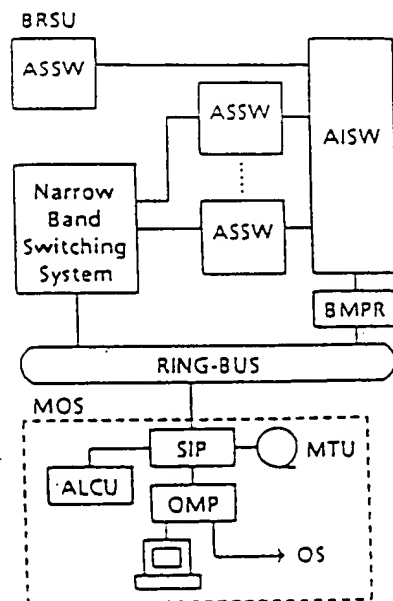 BRSU
ASSW
ASSW
AISW
Narrow
Band
Switching
System
ASSW
BMPR
RING-BUS
MOS
SIP
MTU
ALCU
OMP
OS